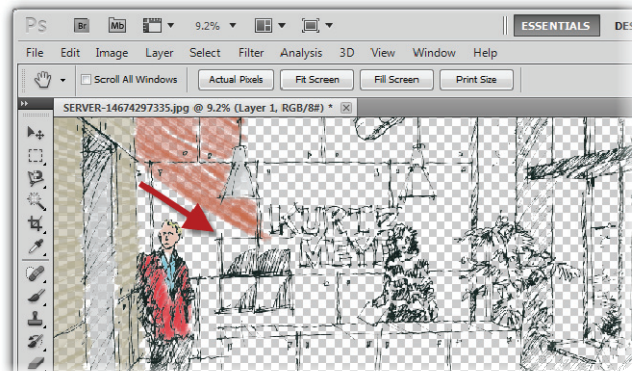 Ps Br Mb 9.2% ESSENTIALS
File Edit Image Layer Select Filter Analysis 3D View Window Help
Scroll All Windows Actual Pixels Fit Screen Fill Screen Print Size
SERVER-14674297335.jpg @ 9.2% (Layer 1, RGB/8#) *
KURTZ